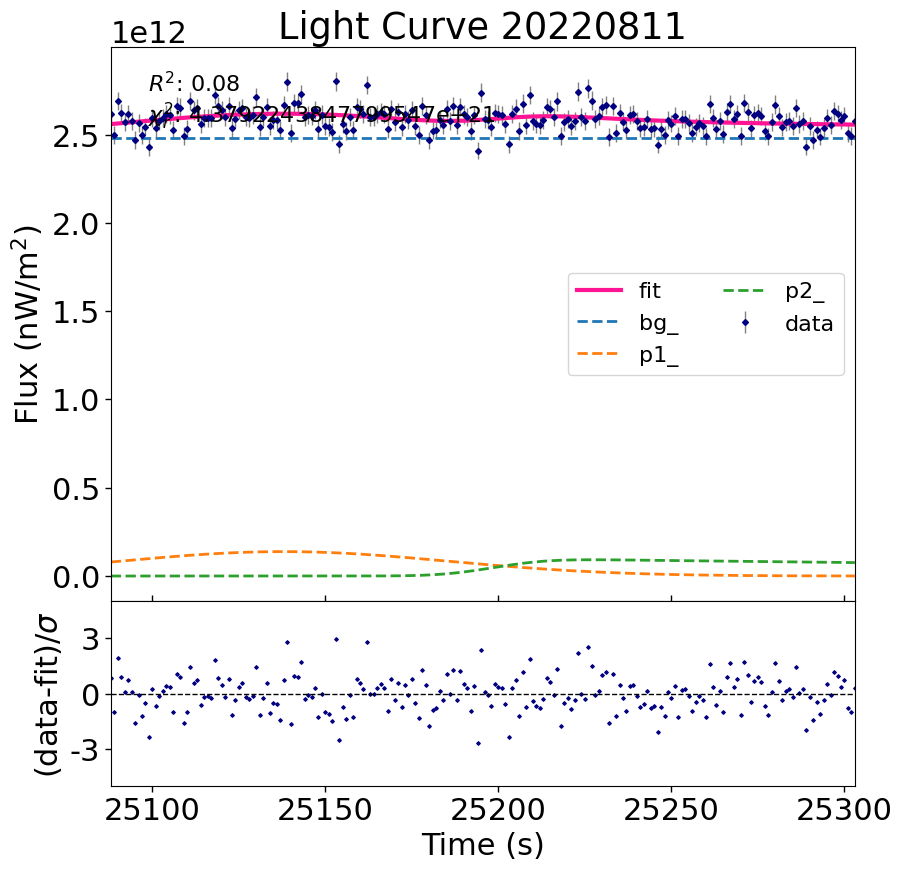 Light Curve 20220811
1e12
R²: 0.08
χ²:
2.5
2.0
1.5
1.0
0.5
0.0
Flux (nW/m²)
fit
bg_
p1_
p2_
data
3
0
-3
(data-fit)/σ
25100 25150 25200 25250 25300
Time (s)